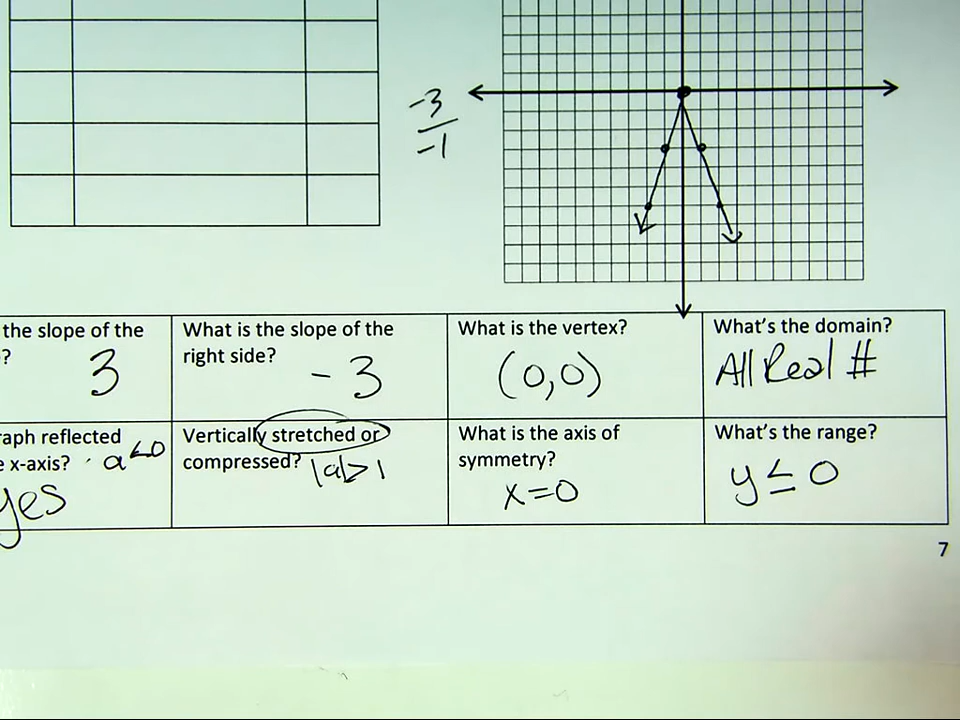 -3
-1
the slope of the
?
3
What is the slope of the
right side?
- 3
What is the vertex?
(0,0)
What's the domain?
All Real #
raph reflected
e x-axis? · a<0
yes
Vertically stretched or
compressed? |a|>1
What is the axis of
symmetry?
x=0
What's the range?
y ≤ 0
7